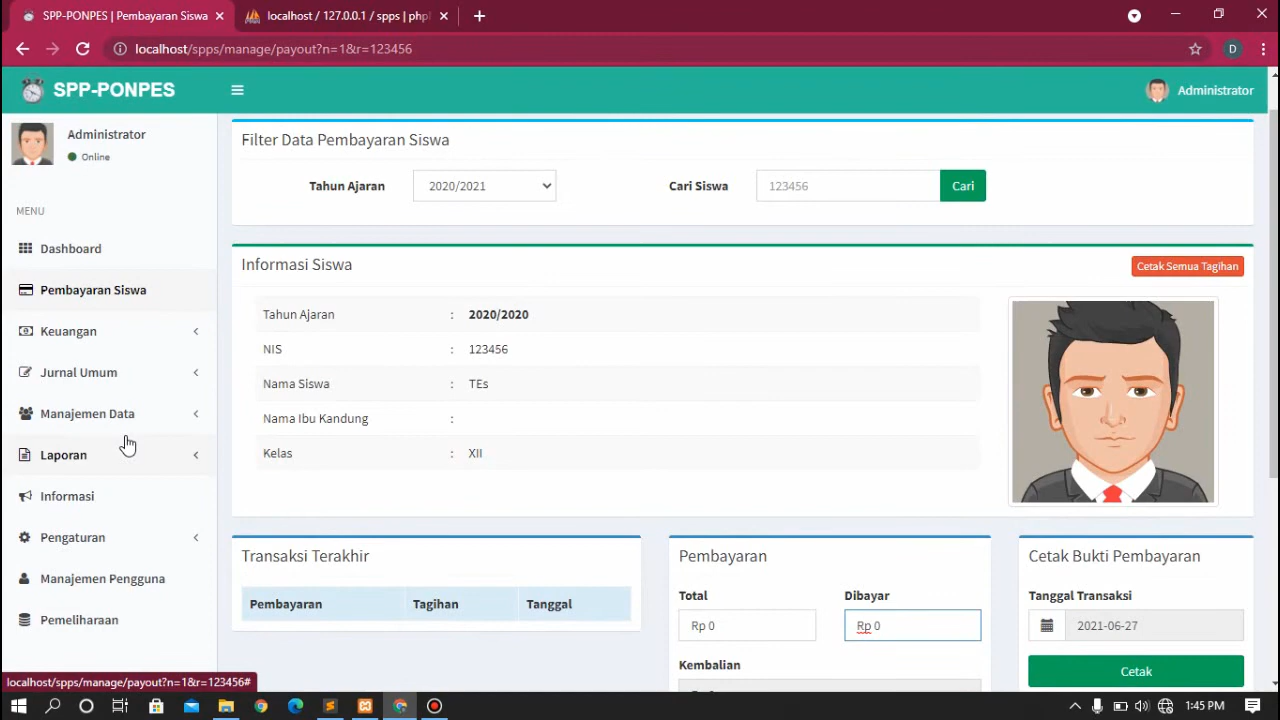 SPP-PONPES | Pembayaran Siswa
localhost / 127.0.0.1 / spps | phpl
localhost/spps/manage/payout?n=1&r=123456
D
SPP-PONPES
Administrator
Administrator
Online
MENU
Dashboard
Pembayaran Siswa
Keuangan
Jurnal Umum
Manajemen Data
Laporan
Informasi
Pengaturan
Manajemen Pengguna
Pemeliharaan
Filter Data Pembayaran Siswa
Tahun Ajaran 2020/2021 Cari Siswa 123456 Cari
Informasi Siswa
Cetak Semua Tagihan
Tahun Ajaran : 2020/2020
NIS : 123456
Nama Siswa : TEs
Nama Ibu Kandung :
Kelas : XII
Transaksi Terakhir
Pembayaran Tagihan Tanggal
Pembayaran
Total Dibayar
Rp 0 Rp 0
Kembalian
Cetak Bukti Pembayaran
Tanggal Transaksi
2021-06-27
Cetak
localhost/spps/manage/payout?n=1&r=123456#
1:45 PM